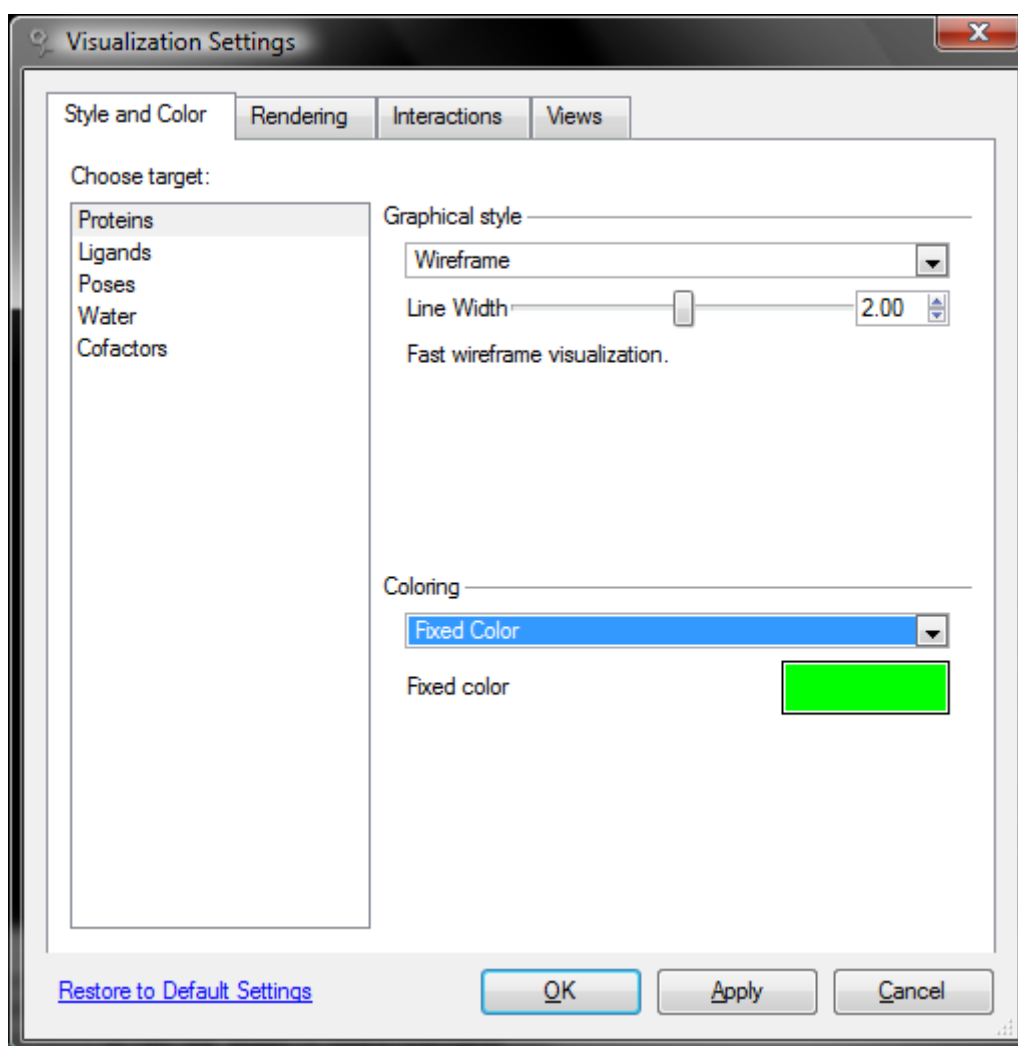 Visualization Settings
Style and Color
Rendering
Interactions
Views
Choose target:
Proteins
Ligands
Poses
Water
Cofactors
Graphical style
Wireframe
Line Width 2.00
Fast wireframe visualization.
Coloring
Fixed Color
Fixed color
Restore to Default Settings
OK
Apply
Cancel